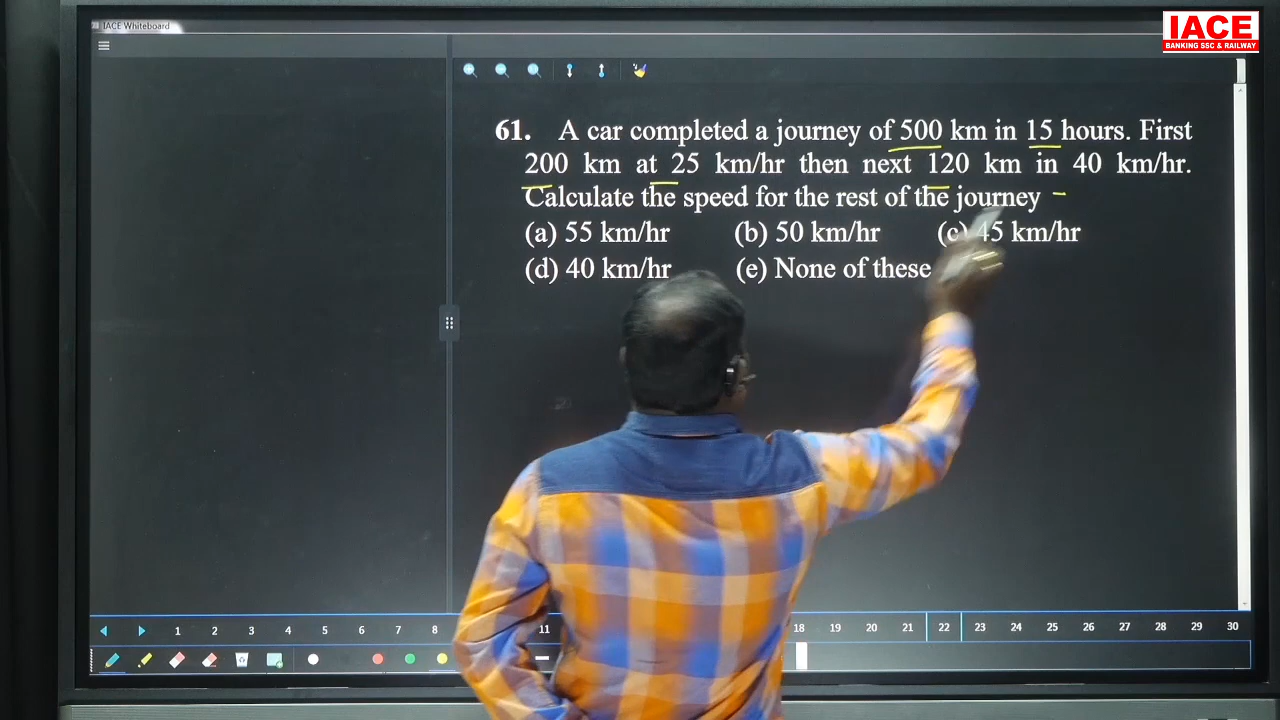 IACE Whiteboard
IACE
BANKING SSC & RAILWAY
61. A car completed a journey of 500 km in 15 hours. First
200 km at 25 km/hr then next 120 km in 40 km/hr.
Calculate the speed for the rest of the journey
(a) 55 km/hr (b) 50 km/hr (c) 45 km/hr
(d) 40 km/hr (e) None of these
1 2 3 4 5 6 7 8 11 18 19 20 21 22 23 24 25 26 27 28 29 30